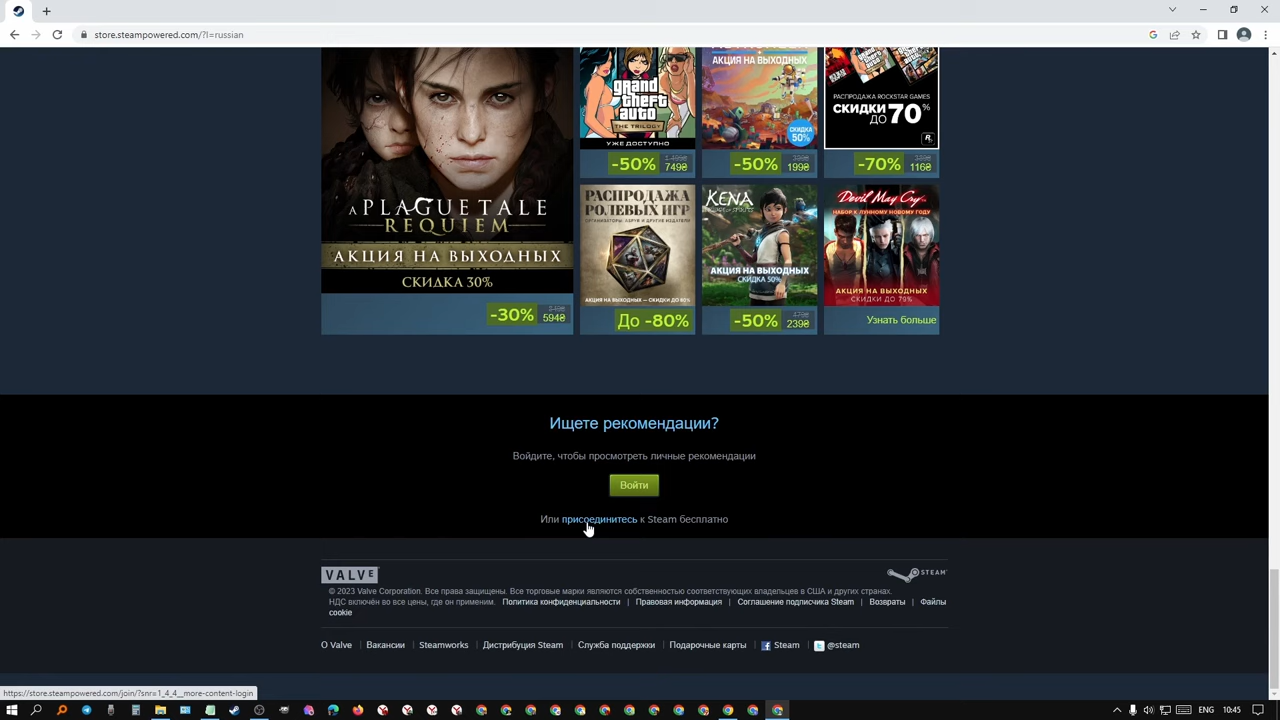 store.steampowered.com/?l=russian
АКЦИЯ НА ВЫХОДНЫХ
СКИДКА
50%
grand
theft
auto
THE TRILOGY
УЖЕ ДОСТУПНО
РАСПРОДАЖА ROCKSTAR GAMES
СКИДКИ
ДО 70%
R
-50% 749₴
-50% 199₴
-70% 116₴
A PLAGUE TALE
REQUIEM
АКЦИЯ НА ВЫХОДНЫХ
СКИДКА 30%
-30% 594₴
РАСПРОДАЖА
РОЛЕВЫХ ИГР
АКЦИЯ НА ВЫХОДНЫХ — СКИДКИ ДО 80%
До -80%
KENA
АКЦИЯ НА ВЫХОДНЫХ
СКИДКА 50%
-50% 239₴
Devil May Cry
НАБОР К ЛУННОМУ НОВОМУ ГОДУ
АКЦИЯ НА ВЫХОДНЫХ
СКИДКИ ДО 79%
Узнать больше
Ищете рекомендации?
Войдите, чтобы просмотреть личные рекомендации
Войти
Или присоединитесь к Steam бесплатно
VALVE
STEAM
© 2023 Valve Corporation. Все права защищены. Все торговые марки являются собственностью соответствующих владельцев в США и других странах.
НДС включён во все цены, где он применим. Политика конфиденциальности | Правовая информация | Соглашение подписчика Steam | Возвраты | Файлы
cookie
О Valve | Вакансии | Steamworks | Дистрибуция Steam | Служба поддержки | Подарочные карты | Steam | @steam
https://store.steampowered.com/join/?snr=1_4_4__more-content-login
ENG 10:45